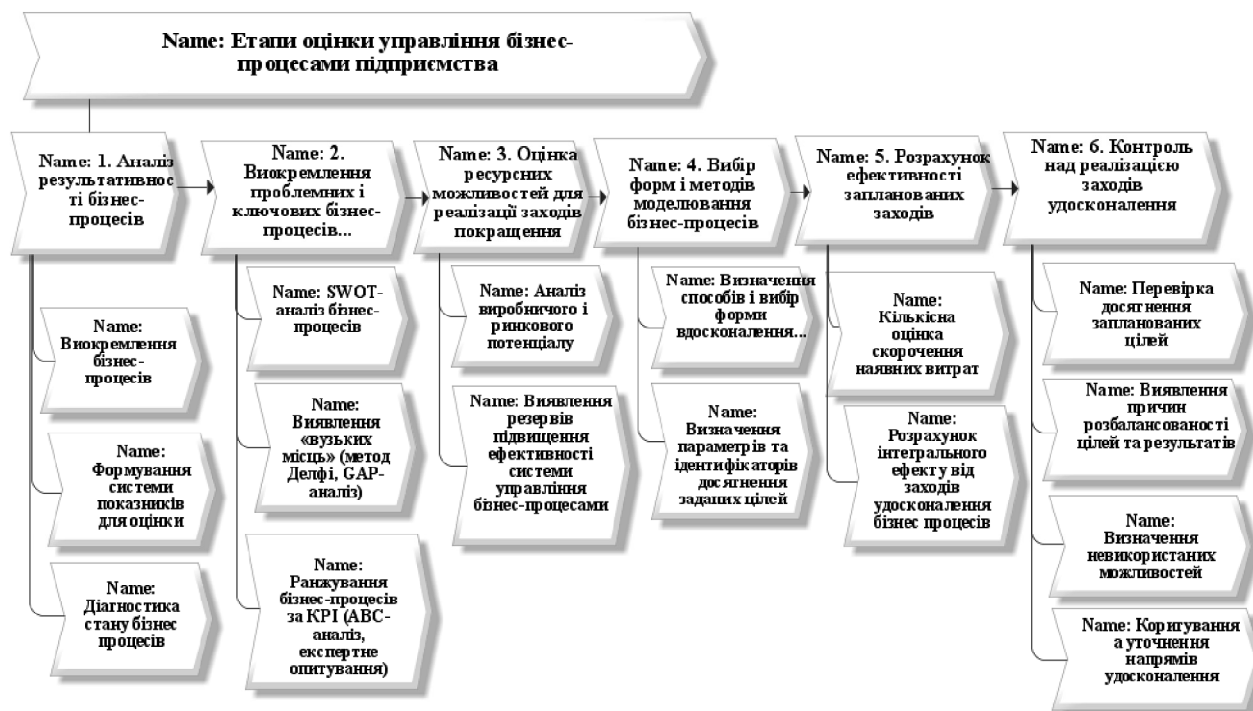 Name: Етапи оцінки управління бізнес-
процесами підприємства
Name: 1. Аналіз
результативнос
ті бізнес-
процесів
Name: 2.
Виокремлення
проблемних і
ключових бізнес-
процесів...
Name: 3. Оцінка
ресурсних
можливостей для
реалізації заходів
покращення
Name: 4. Вибір
форм і методів
моделювання
бізнес-процесів
Name: 5. Розрахунок
ефективності
запланованих
заходів
Name: 6. Контроль
над реалізацією
заходів
удосконалення
Name:
Виокремлення
бізнес-
процесів
Name:
Формування
системи
показників
для оцінки
Name:
Діагностика
стану бізнес
процесів
Name: SWOT-
аналіз бізнес-
процесів
Name:
Виявлення
«вузьких
місць» (метод
Делфі, GAP-
аналіз)
Name:
Ранжування
бізнес-процесів
за KPI (ABC-
аналіз,
експертне
опитування)
Name: Аналіз
виробничого і
ринкового
потенціалу
Name: Виявлення
резервів
підвищення
ефективності
системи
управління
бізнес-процесами
Name: Визначення
способів і вибір
форми
вдосконалення...
Name:
Визначення
параметрів та
ідентифікаторів
досягнення
заданих цілей
Name:
Кількісна
оцінка
скорочення
наявних витрат
Name:
Розрахунок
інтегрального
ефекту від
заходів
удосконалення
бізнес процесів
Name: Перевірка
досягнення
запланованих
цілей
Name: Виявлення
причин
розбалансованості
цілей та результатів
Name:
Визначення
невикористаних
можливостей
Name: Коригування
а уточнення
напрямів
удосконалення